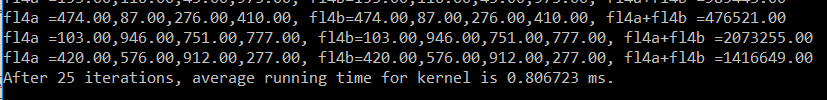 fl4a =474.00,87.00,276.00,410.00, fl4b=474.00,87.00,276.00,410.00, fl4a+fl4b =476521.00
fl4a =103.00,946.00,751.00,777.00, fl4b=103.00,946.00,751.00,777.00, fl4a+fl4b =2073255.00
fl4a =420.00,576.00,912.00,277.00, fl4b=420.00,576.00,912.00,277.00, fl4a+fl4b =1416649.00
After 25 iterations, average running time for kernel is 0.806723 ms.